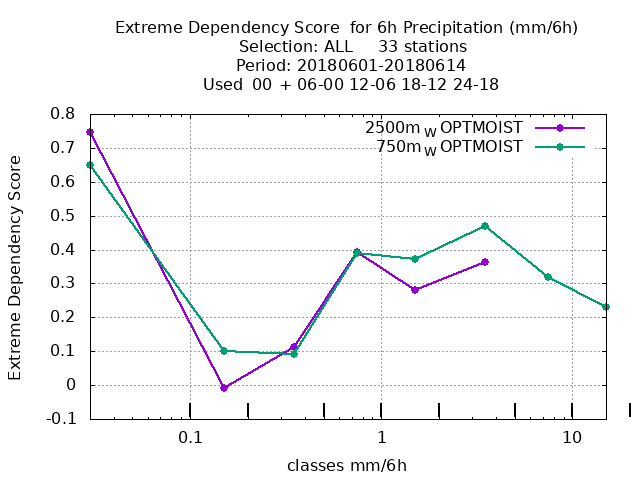 Extreme Dependency Score  for 6h Precipitation (mm/6h)
Selection: ALL     33 stations
Period: 20180601-20180614
Used  00  + 06-00 12-06 18-12 24-18
2500m W OPTMOIST
750m W OPTMOIST
0.8
0.7
0.6
0.5
0.4
0.3
0.2
0.1
0
-0.1
Extreme Dependency Score
0.1 1 10
classes mm/6h